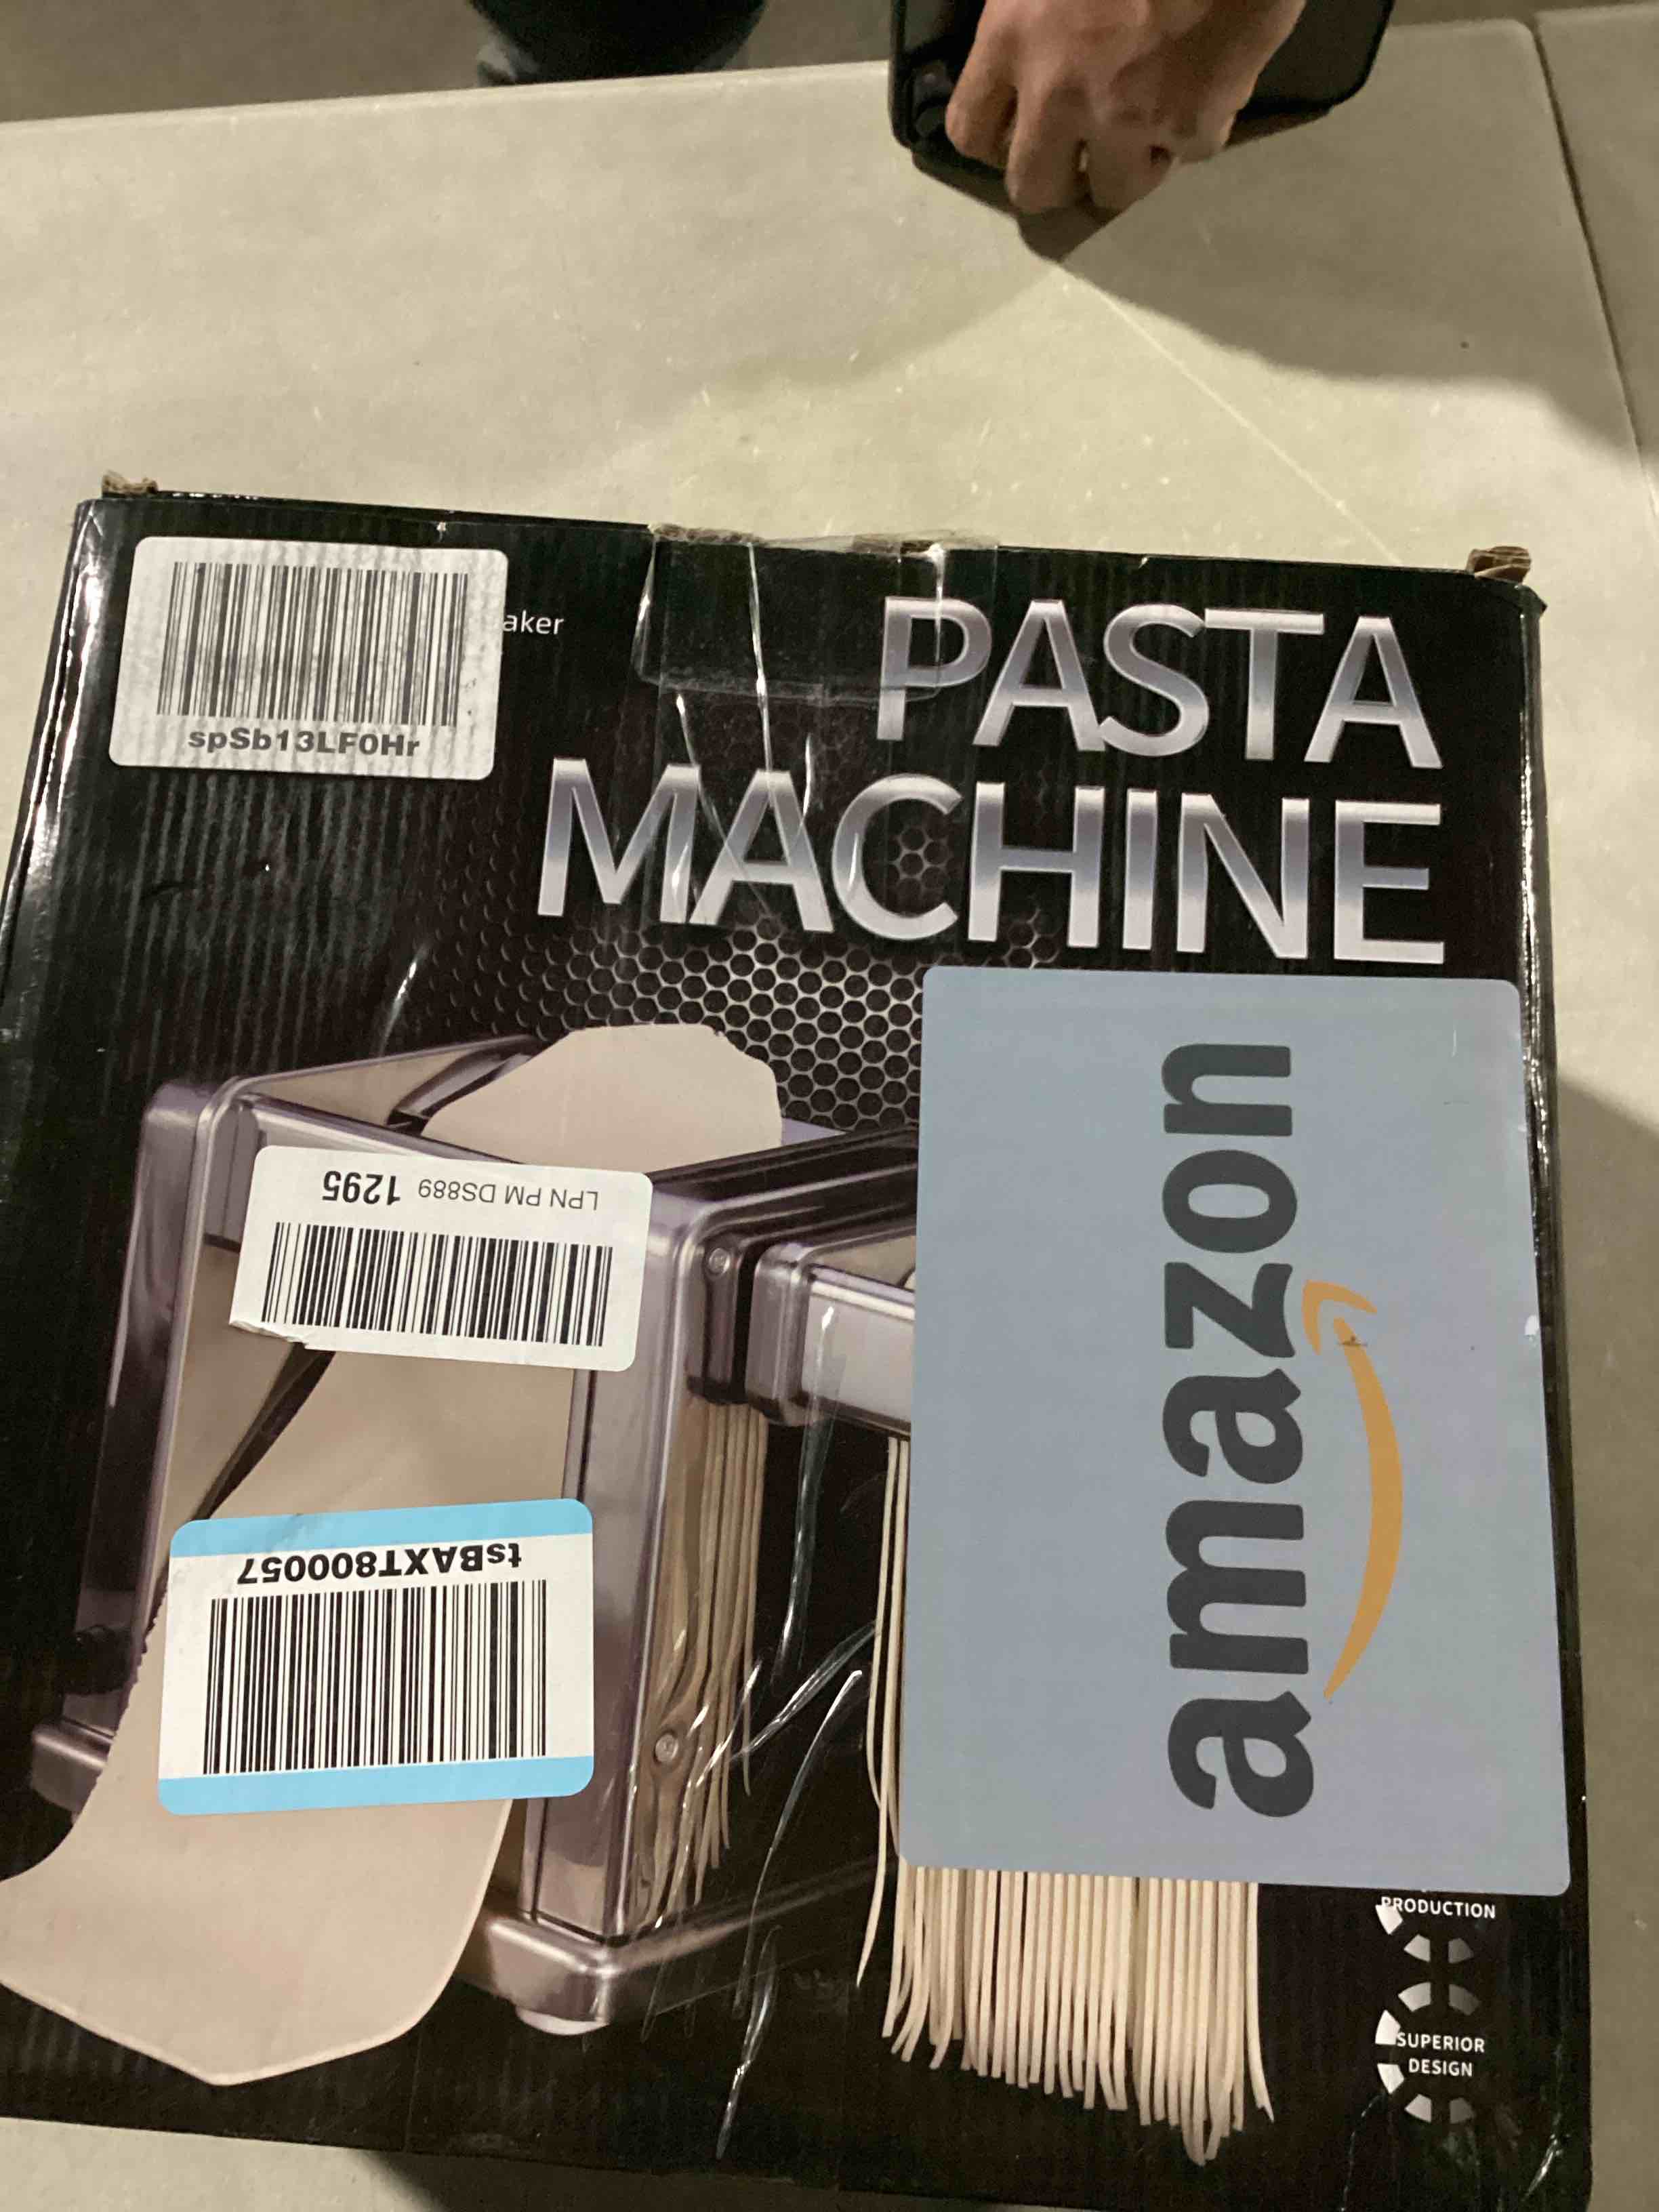 spSb13LF0Hr
aker
PASTA
MACHINE
LPN PM DS889 1295
tsBAXT800057
amazon
PRODUCTION
SUPERIOR
DESIGN